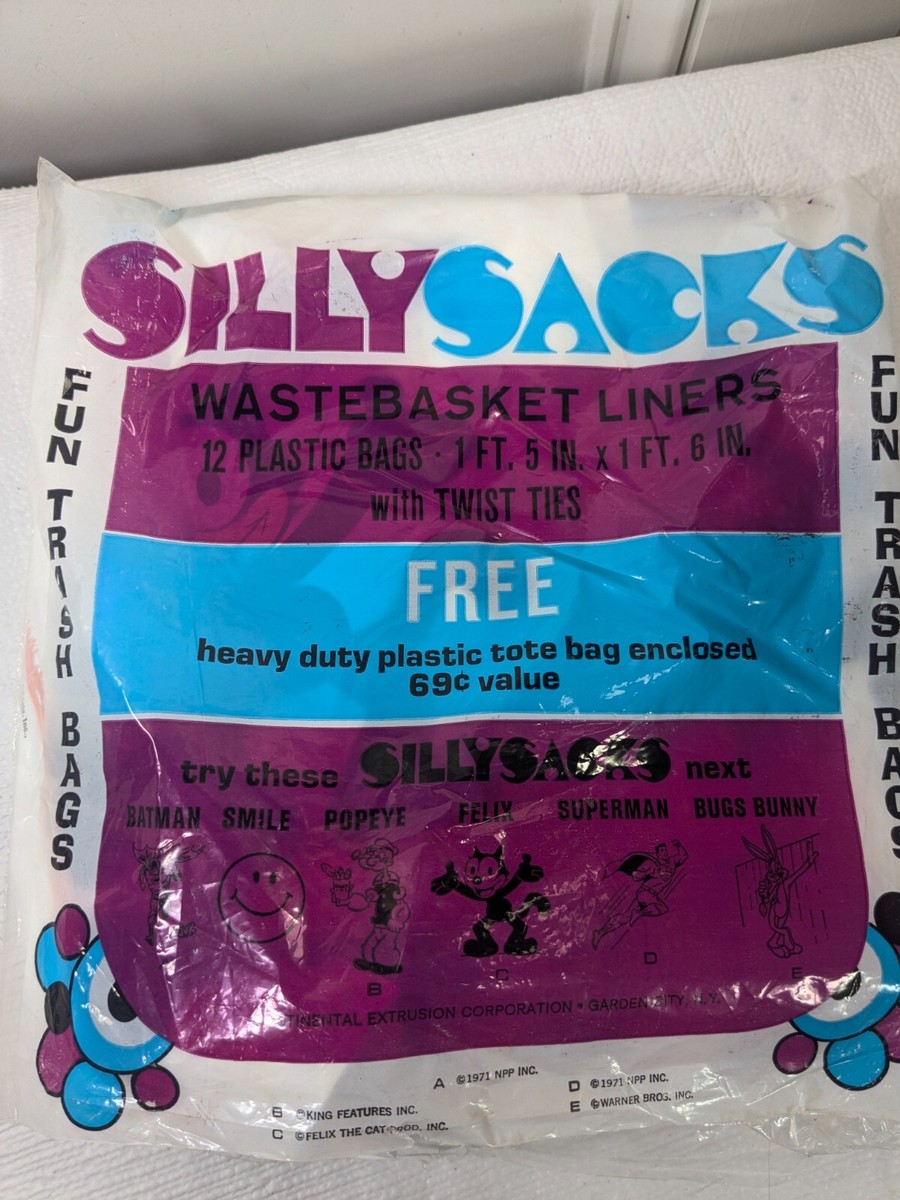 SILLYSACKS
FUN TRASH BAGS
WASTEBASKET LINERS
12 PLASTIC BAGS · 1 FT. 5 IN. x 1 FT. 6 IN.
with TWIST TIES
FREE
heavy duty plastic tote bag enclosed
69¢ value
try these SILLYSACKS next
BATMAN SMILE POPEYE FELIX SUPERMAN BUGS BUNNY
B C D E
TINENTAL EXTRUSION CORPORATION • GARDEN CITY, N.Y.
A ©1971 NPP INC.
B ©KING FEATURES INC.
C ©FELIX THE CAT PROD. INC.
D ©1971 NPP INC.
E ©WARNER BROS. INC.
FUN TRASH BAGS